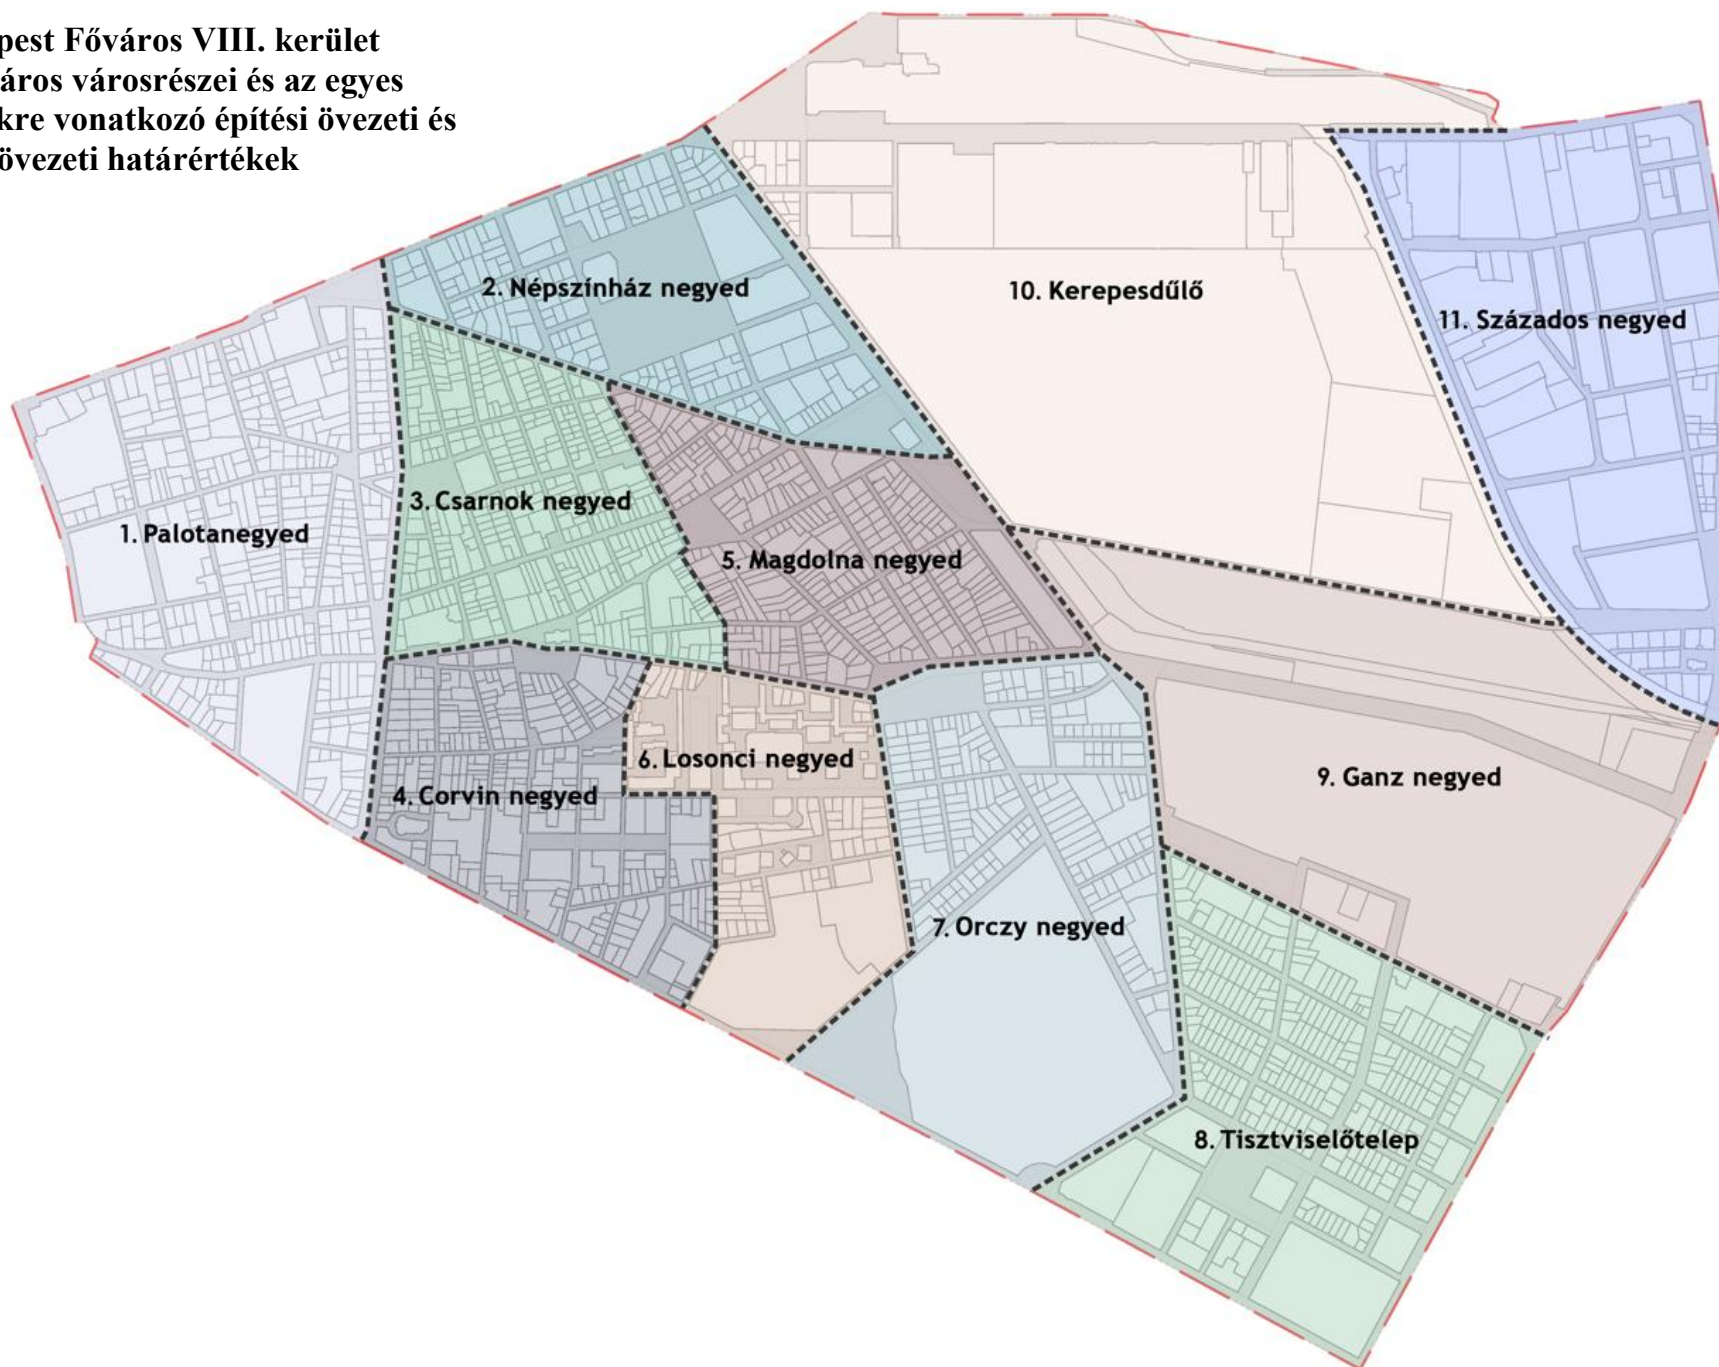 pest Főváros VIII. kerület
áros városrészei és az egyes
kre vonatkozó építési övezeti és
övezeti határértékek
10. Kerepesdűlő
2. Népszínház negyed
11. Százados negyed
3. Csarnok negyed
1. Palotanegyed
5. Magdolna negyed
6. Losonci negyed
9. Ganz negyed
4. Corvin negyed
7. Orczy negyed
8. Tisztviselőtelep